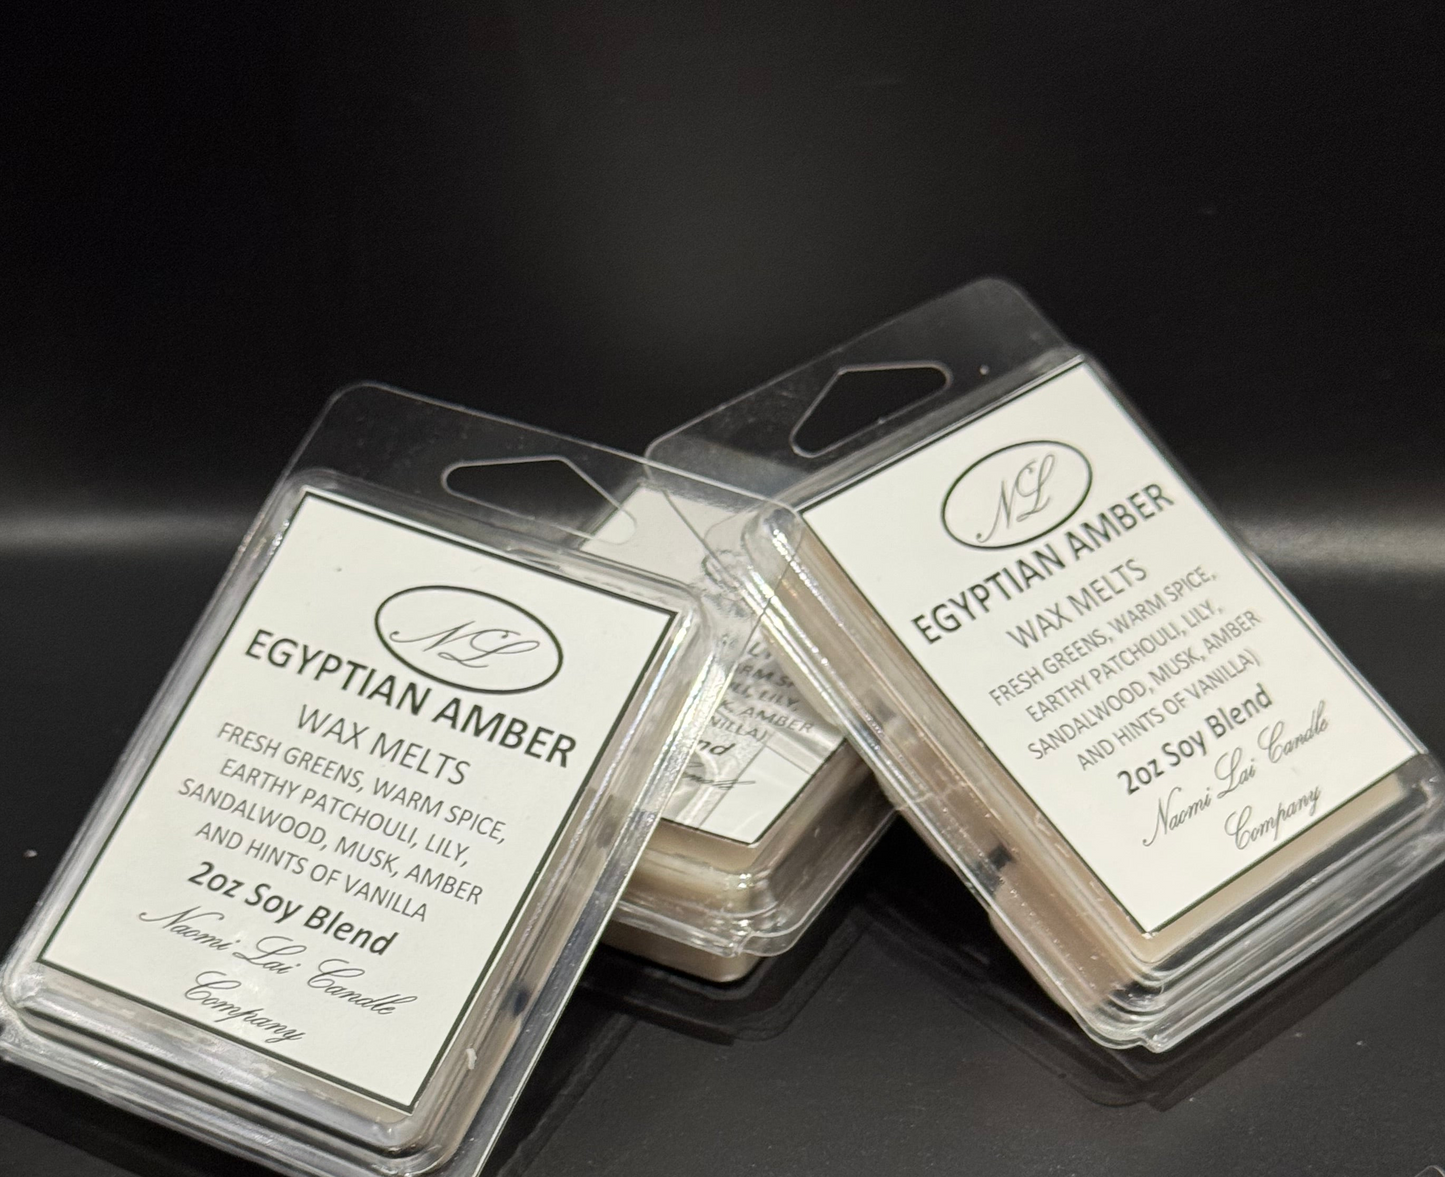 NL
EGYPTIAN AMBER
WAX MELTS
FRESH GREENS, WARM SPICE,
EARTHY PATCHOULI, LILY,
SANDALWOOD, MUSK, AMBER
AND HINTS OF VANILLA
2oz Soy Blend
Naomi Lai Candle
Company
LILY,
AMBER
NL
EGYPTIAN AMBER
WAX MELTS
FRESH GREENS, WARM SPICE,
EARTHY PATCHOULI, LILY,
SANDALWOOD, MUSK, AMBER
AND HINTS OF VANILLA)
2oz Soy Blend
Naomi Lai Candle
Company